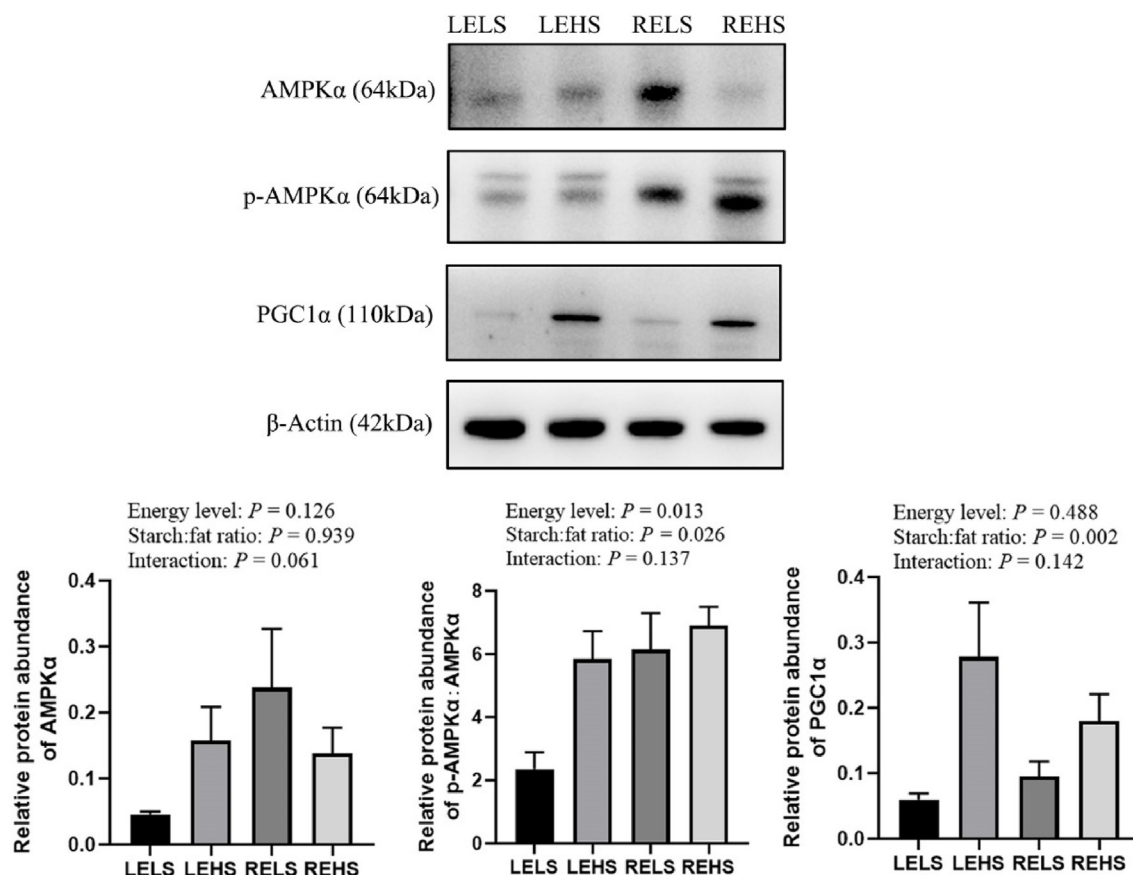 LELS LEHS RELS REHS
AMPKα (64kDa)
p-AMPKα (64kDa)
PGC1α (110kDa)
β-Actin (42kDa)
Energy level: P = 0.126
Starch:fat ratio: P = 0.939
Interaction: P = 0.061
Relative protein abundance
of AMPKα
0.4
0.3
0.2
0.1
0.0
LELS LEHS RELS REHS
Energy level: P = 0.013
Starch:fat ratio: P = 0.026
Interaction: P = 0.137
Relative protein abundance
of p-AMPKα: AMPKα
8
6
4
2
0
LELS LEHS RELS REHS
Energy level: P = 0.488
Starch:fat ratio: P = 0.002
Interaction: P = 0.142
Relative protein abundance
of PGC1α
0.4
0.3
0.2
0.1
0.0
LELS LEHS RELS REHS